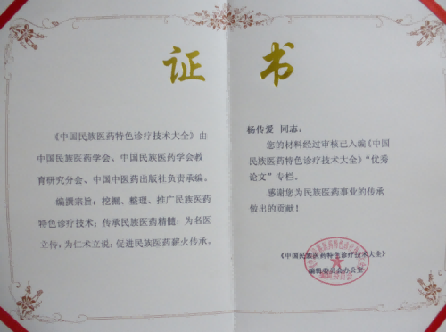 证 书
《中国民族医药特色诊疗技术大全》由
中国民族医药学会、中国民族医药学会教
育研究分会、中国中医药出版社负责承编。
编撰宗旨：挖掘、整理、推广民族医药
特色诊疗技术；传承民族医药精髓；为名医
立传，为仁术立说；促进民族医药薪火传承。
杨传爱 同志：
您的材料经过审核已入编《中国
民族医药特色诊疗技术大全》“优秀
论文”专栏。
感谢您为民族医药事业的传承
做出的贡献！
《中国民族医药特色诊疗技术大全》
编辑委员会办公室